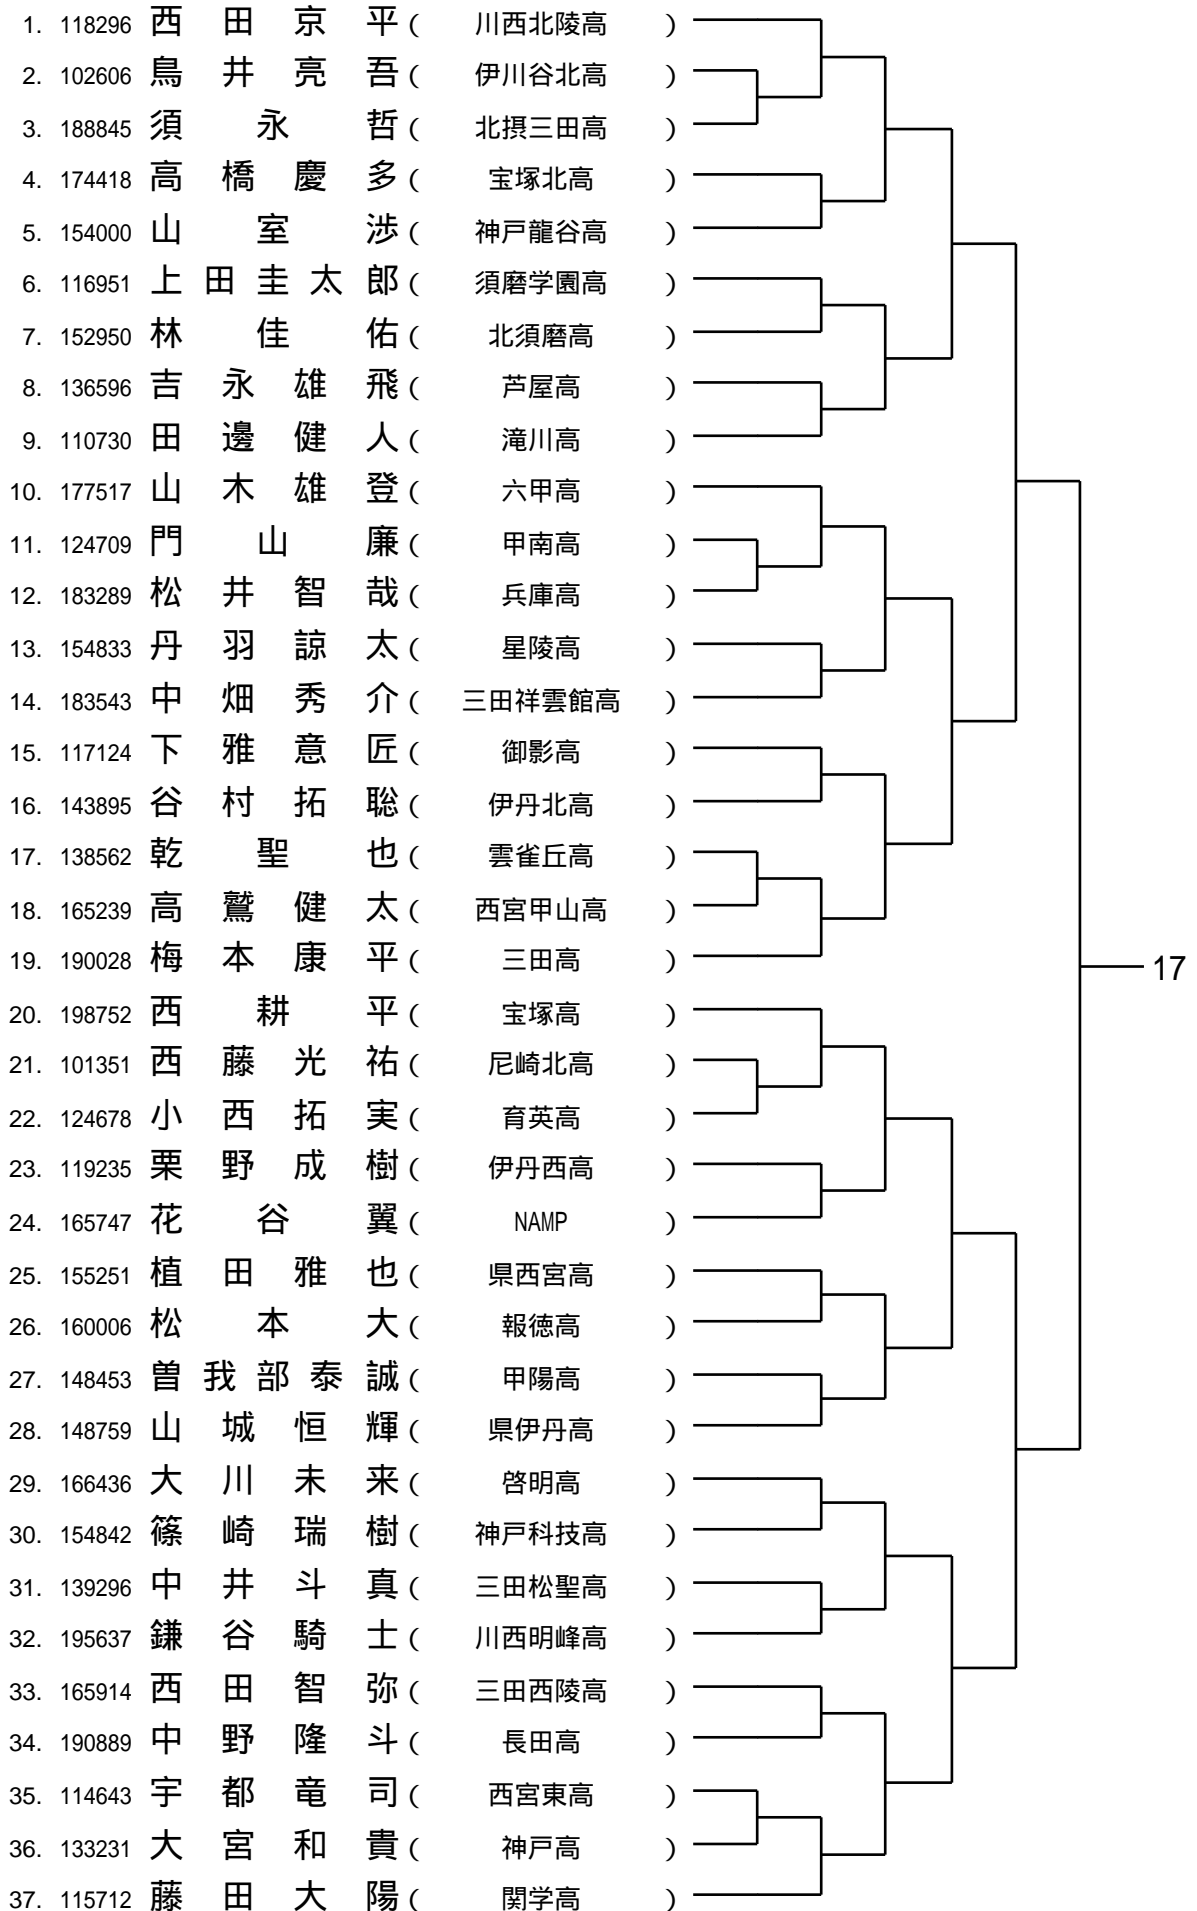 1. 118296 西田京平 ( 川西北陵高 )
2. 102606 鳥井亮吾 ( 伊川谷北高 )
3. 188845 須永哲 ( 北摂三田高 )
4. 174418 高橋慶多 ( 宝塚北高 )
5. 154000 山室渉 ( 神戸龍谷高 )
6. 116951 上田圭太郎 ( 須磨学園高 )
7. 152950 林佳佑 ( 北須磨高 )
8. 136596 吉永雄飛 ( 芦屋高 )
9. 110730 田邊健人 ( 滝川高 )
10. 177517 山木雄登 ( 六甲高 )
11. 124709 門山廉 ( 甲南高 )
12. 183289 松井智哉 ( 兵庫高 )
13. 154833 丹羽諒太 ( 星陵高 )
14. 183543 中畑秀介 ( 三田祥雲館高 )
15. 117124 下雅意匠 ( 御影高 )
16. 143895 谷村拓聡 ( 伊丹北高 )
17. 138562 乾聖也 ( 雲雀丘高 )
18. 165239 高鷲健太 ( 西宮甲山高 )
19. 190028 梅本康平 ( 三田高 )
17
20. 198752 西耕平 ( 宝塚高 )
21. 101351 西藤光祐 ( 尼崎北高 )
22. 124678 小西拓実 ( 育英高 )
23. 119235 栗野成樹 ( 伊丹西高 )
24. 165747 花谷翼 ( NAMP )
25. 155251 植田雅也 ( 県西宮高 )
26. 160006 松本大 ( 報徳高 )
27. 148453 曽我部泰誠 ( 甲陽高 )
28. 148759 山城恒輝 ( 県伊丹高 )
29. 166436 大川未来 ( 啓明高 )
30. 154842 篠崎瑞樹 ( 神戸科技高 )
31. 139296 中井斗真 ( 三田松聖高 )
32. 195637 鎌谷騎士 ( 川西明峰高 )
33. 165914 西田智弥 ( 三田西陵高 )
34. 190889 中野隆斗 ( 長田高 )
35. 114643 宇都竜司 ( 西宮東高 )
36. 133231 大宮和貴 ( 神戸高 )
37. 115712 藤田大陽 ( 関学高 )